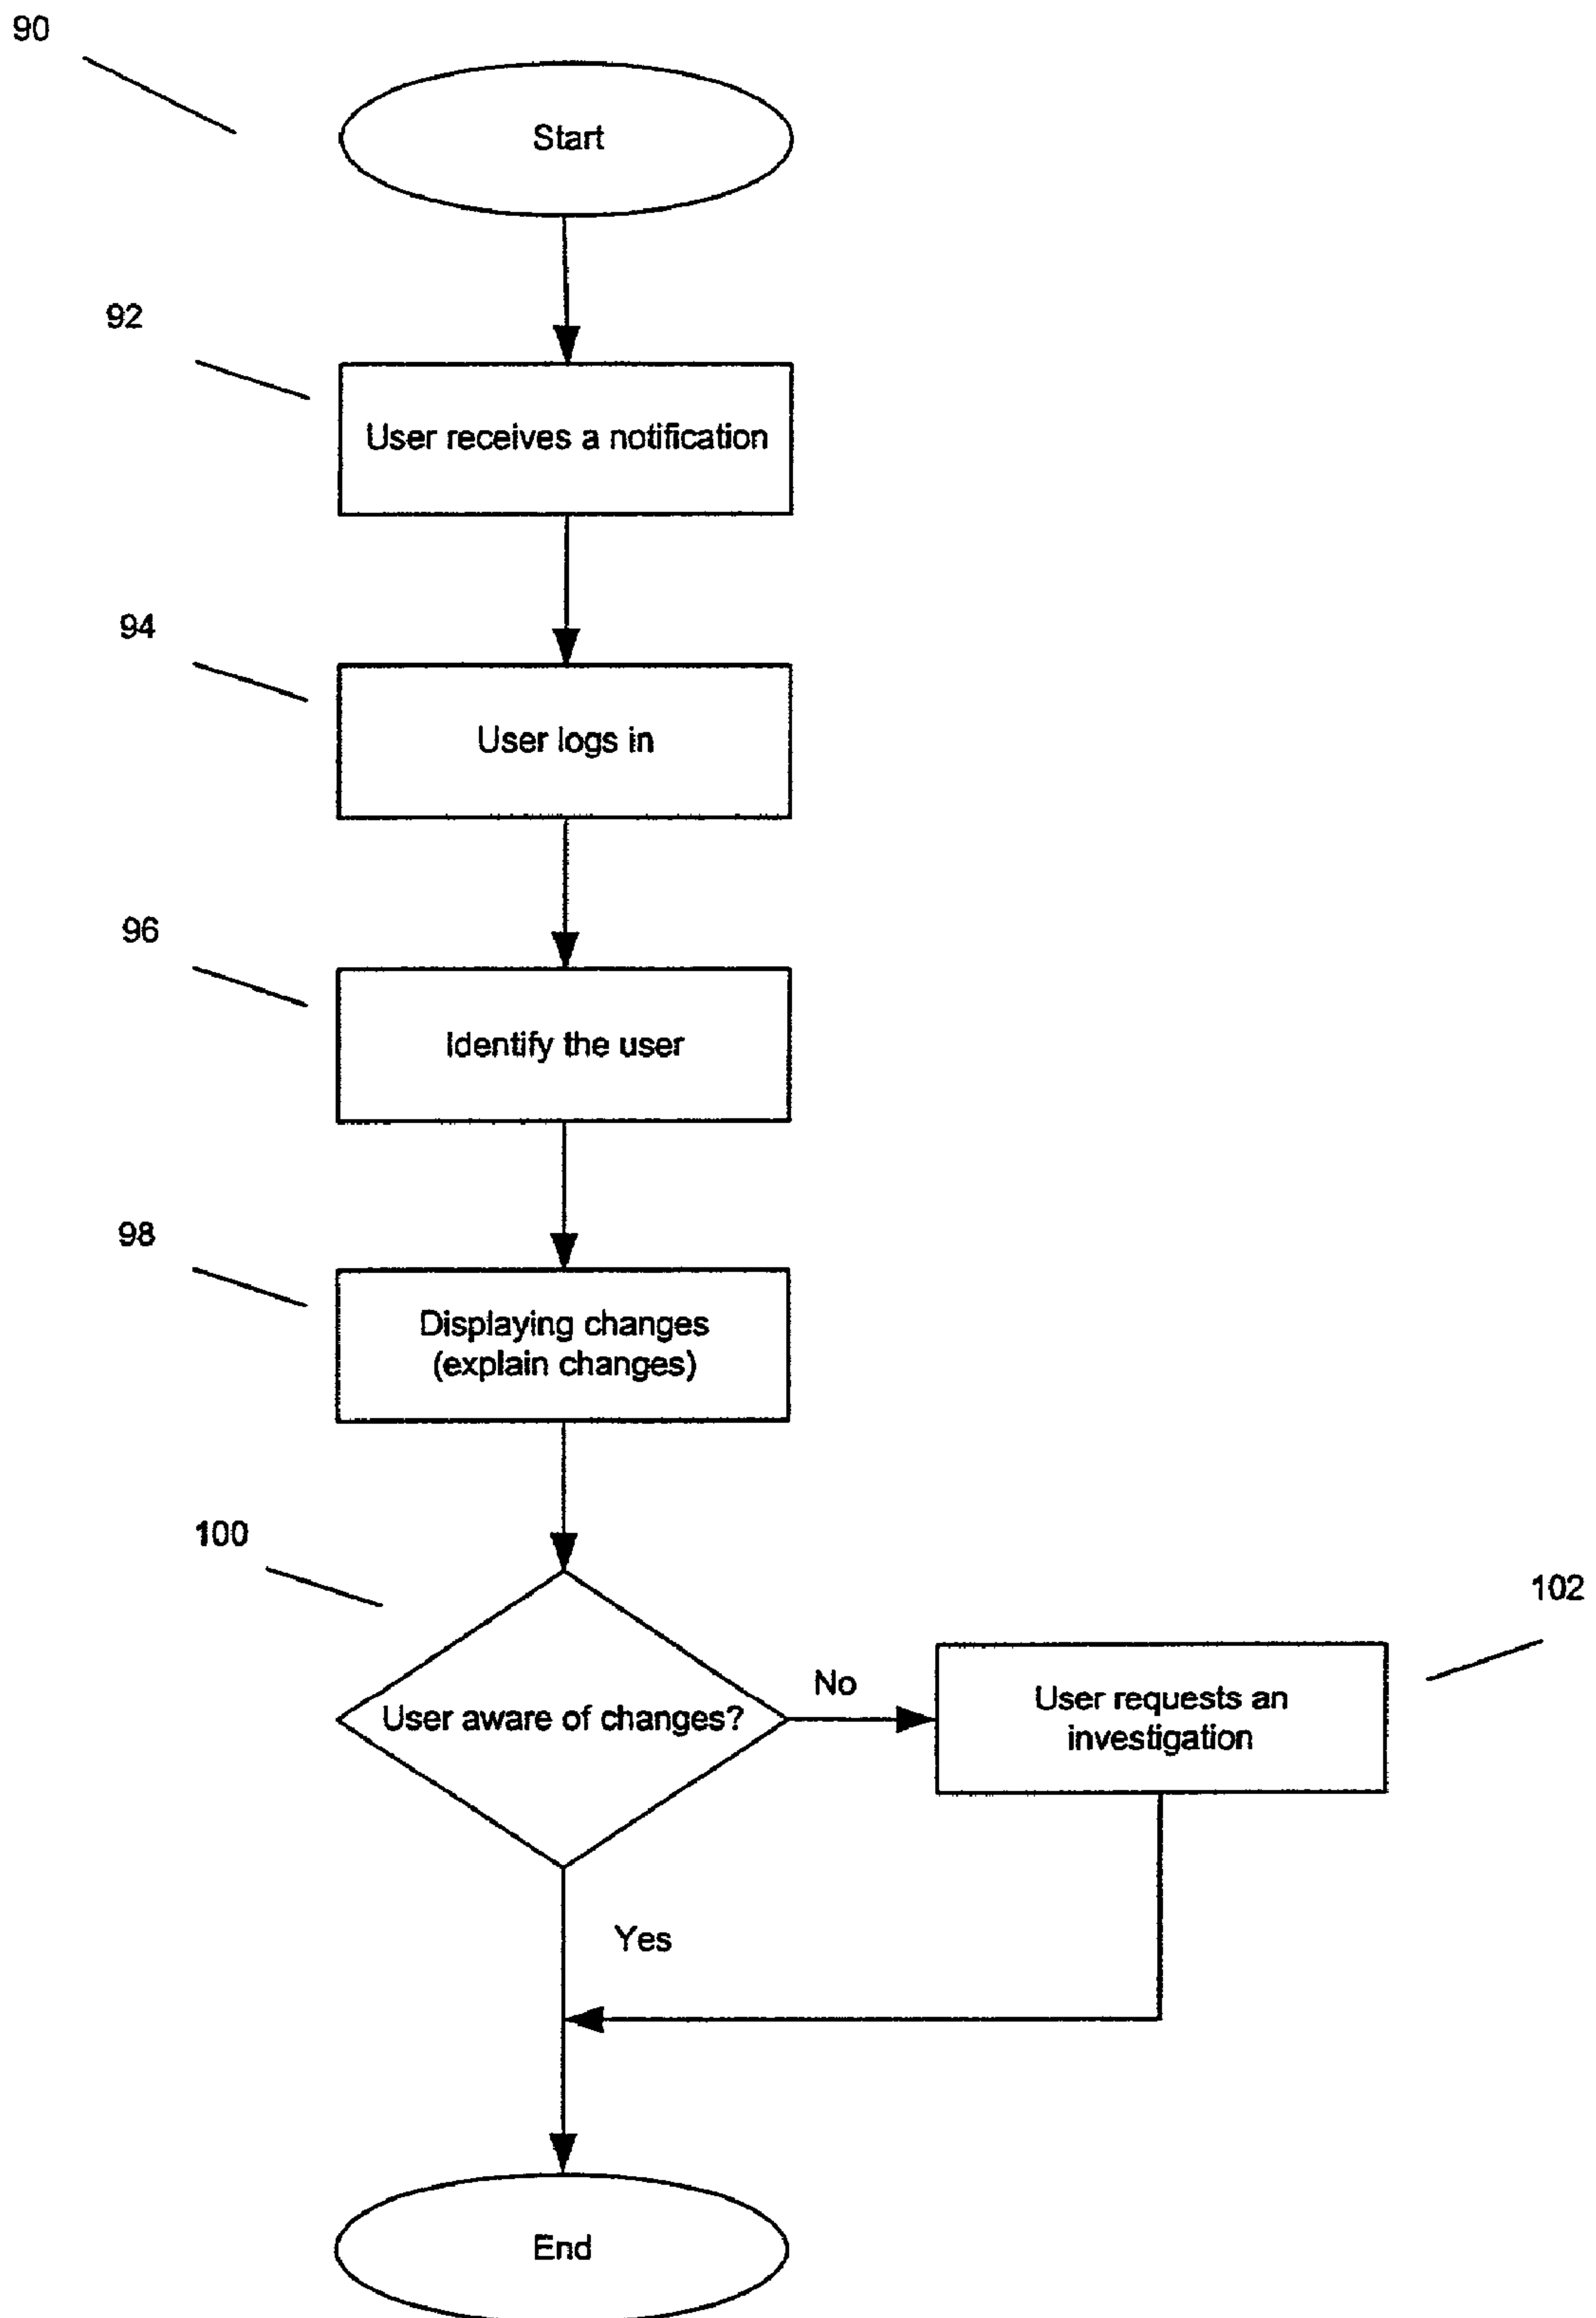 90
Start
92
User receives a notification
94
User logs in
96
Identify the user
98
Displaying changes
(explain changes)
100
User aware of changes?
No
102
User requests an
investigation
Yes
End